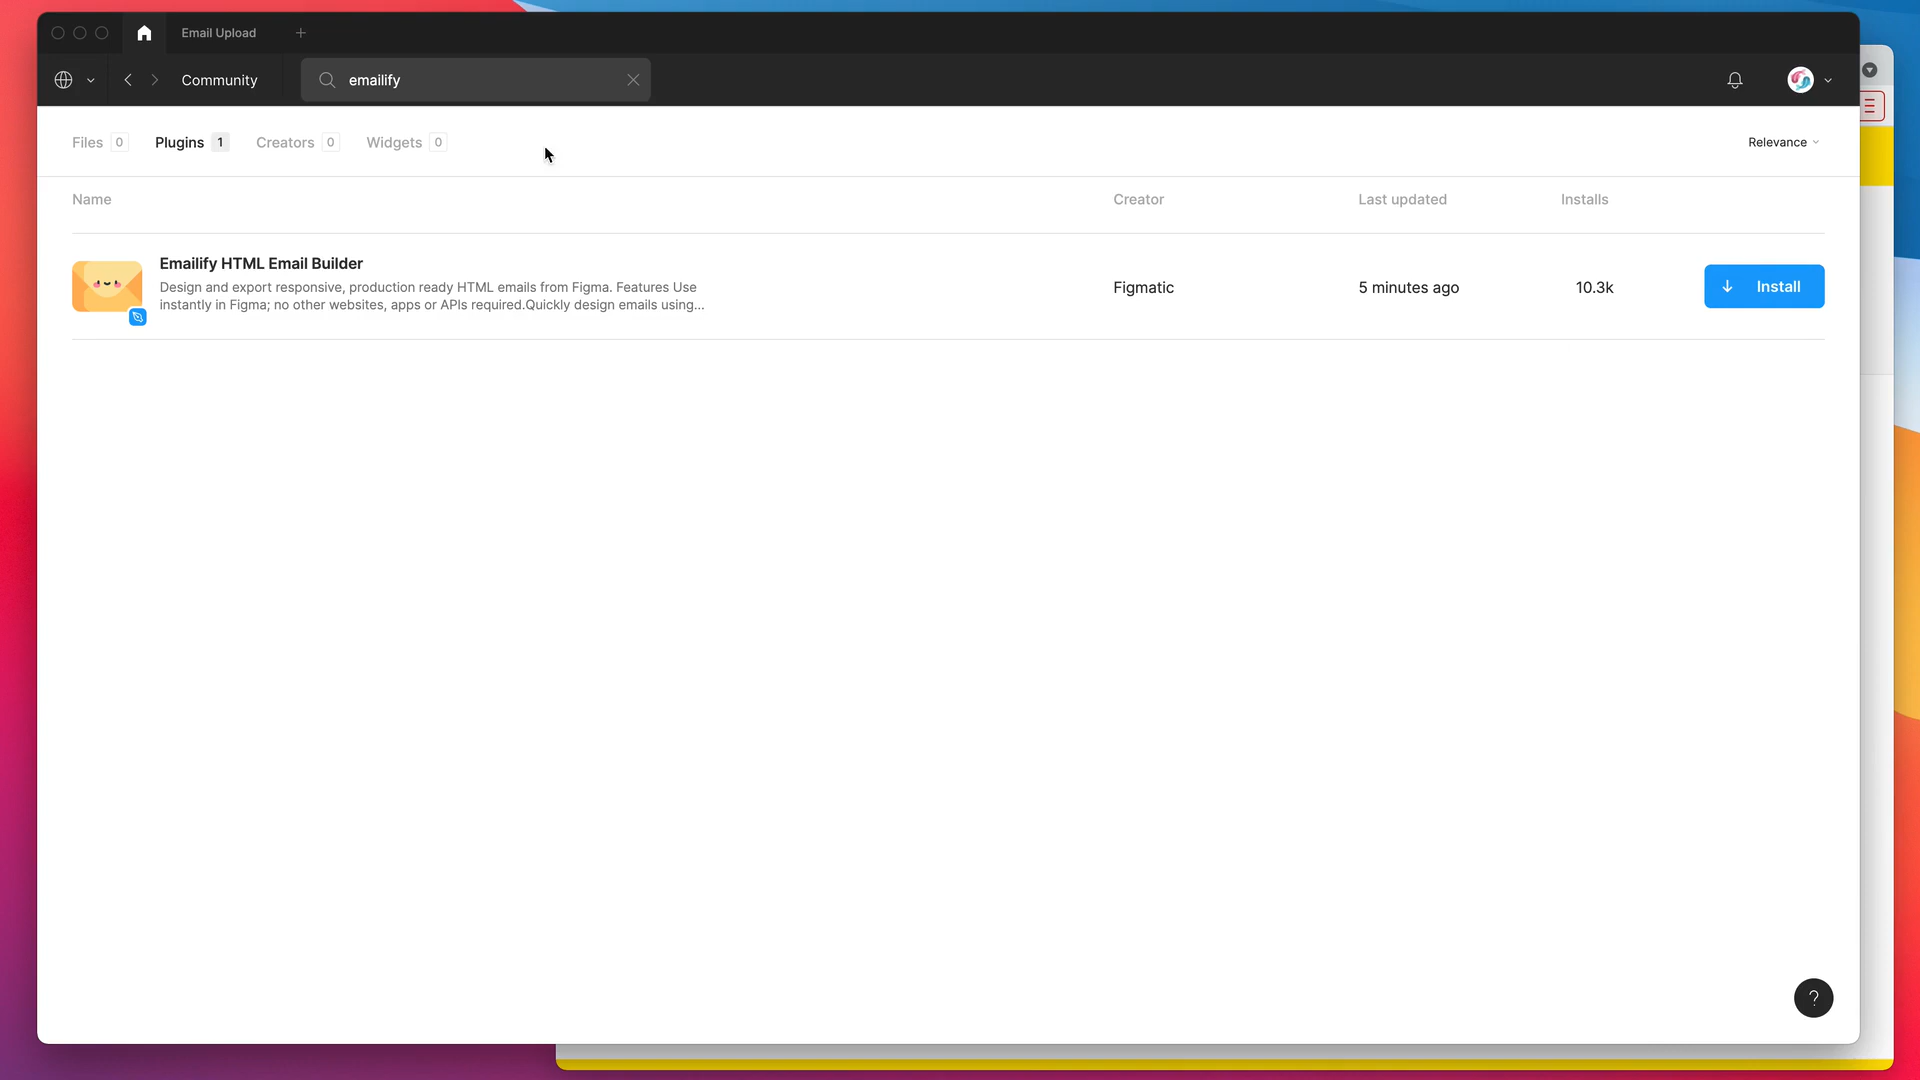 Email Upload
Community
emailify
Files 0
Plugins 1
Creators 0
Widgets 0
Relevance
Name
Creator
Last updated
Installs
Emailify HTML Email Builder
Design and export responsive, production ready HTML emails from Figma. Features Use
instantly in Figma; no other websites, apps or APIs required.Quickly design emails using...
Figmatic
5 minutes ago
10.3k
Install
?